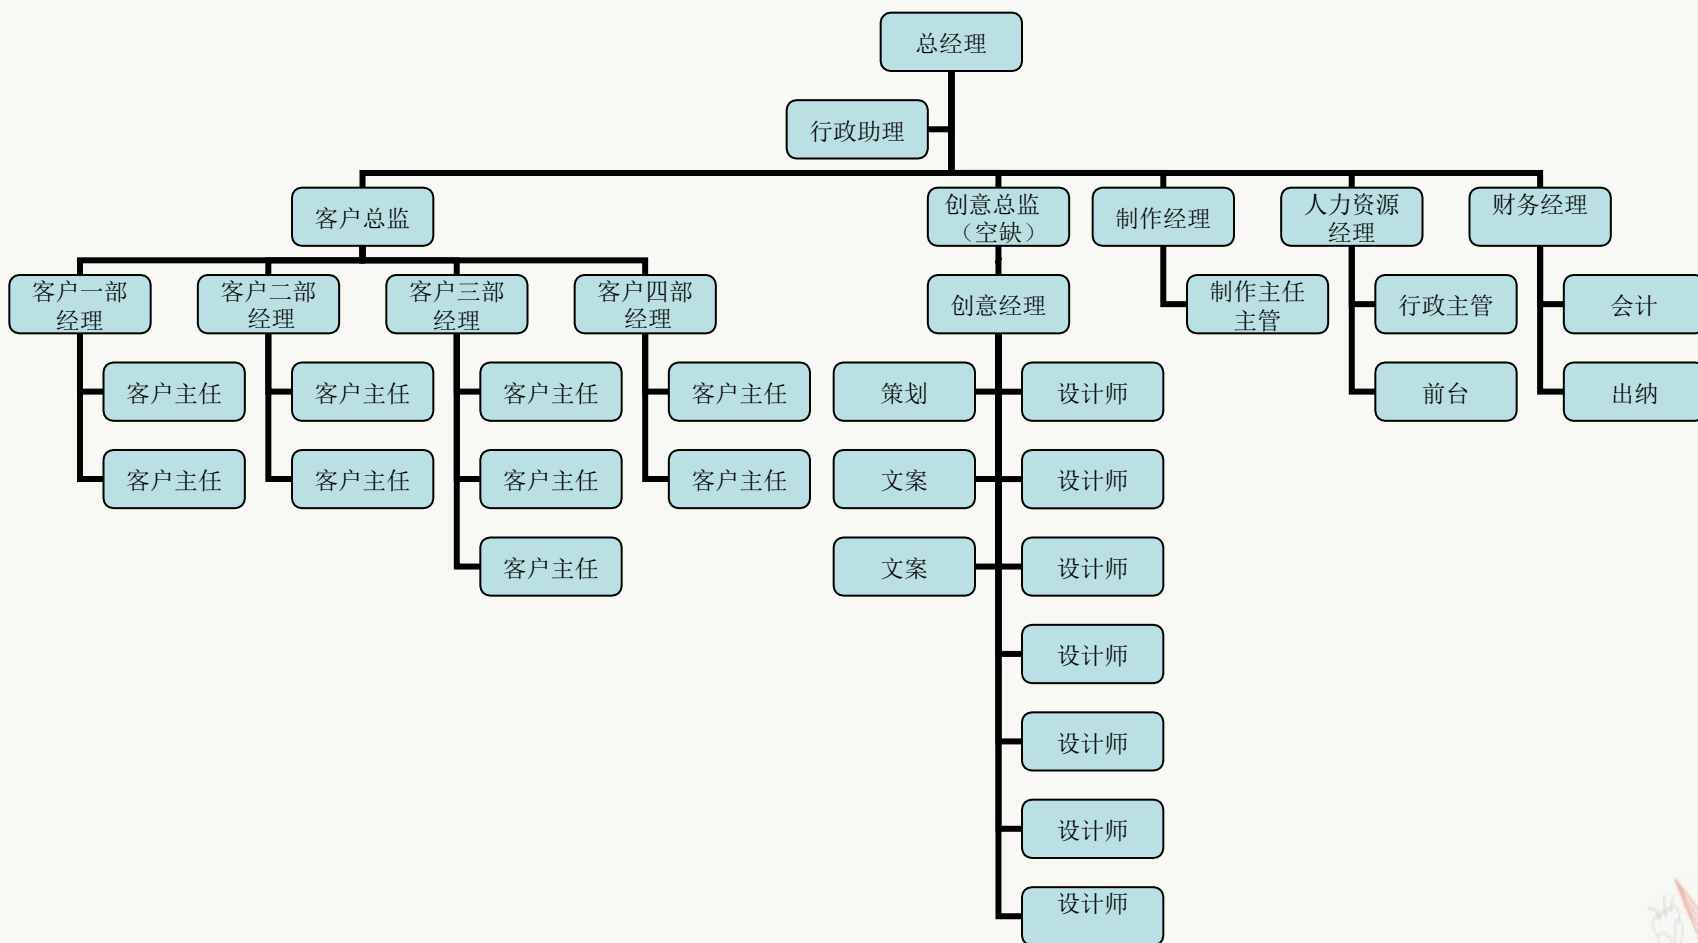 总经理
行政助理
客户总监
创意总监
（空缺）
制作经理
人力资源
经理
财务经理
客户一部
经理
客户二部
经理
客户三部
经理
客户四部
经理
创意经理
制作主任
主管
行政主管
会计
客户主任
客户主任
客户主任
客户主任
策划
设计师
前台
出纳
客户主任
客户主任
客户主任
客户主任
文案
设计师
客户主任
文案
设计师
设计师
设计师
设计师
设计师